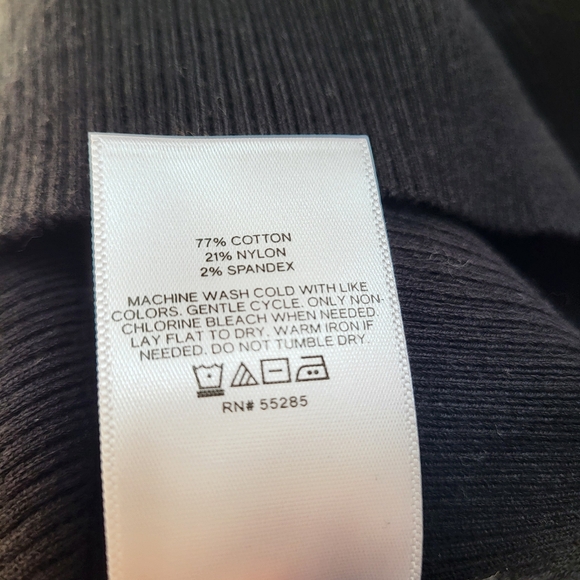 77% COTTON
21% NYLON
2% SPANDEX
MACHINE WASH COLD WITH LIKE
COLORS. GENTLE CYCLE. ONLY NON-
CHLORINE BLEACH WHEN NEEDED.
LAY FLAT TO DRY. WARM IRON IF
NEEDED. DO NOT TUMBLE DRY.
RN# 55285